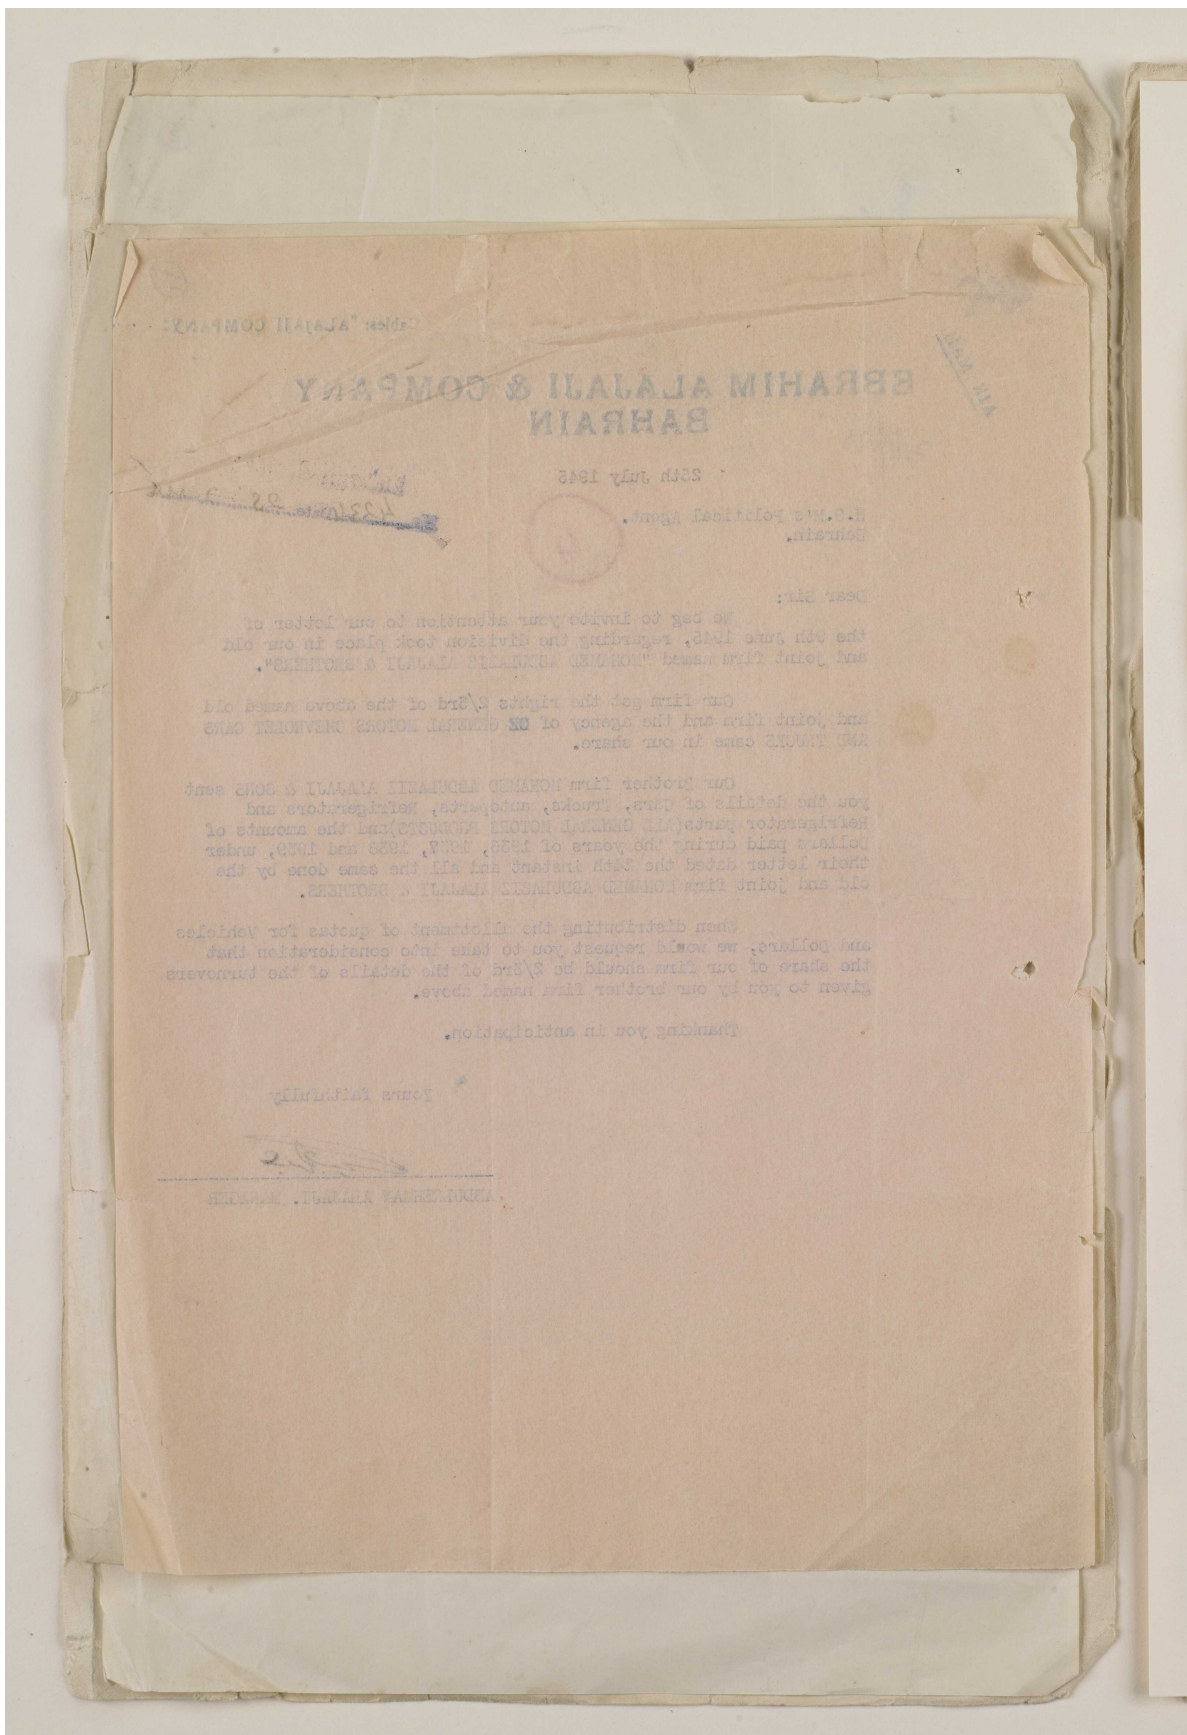 Cables: "ALAJAJI COMPANY"
AIR MAIL
EBRAHIM ALAJAJI & COMPANY
BAHRAIN
25th July 1945
H.B.M's Political Agent.
Bahrain.
Dear Sir:
We beg to invite your attention to our letter of
the 9th June 1945, regarding the division took place in our old
and joint firm named "MOHAMED ABDULAZIZ ALAJAJI & BROTHERS".
Our firm got the rights 2/3rd of the above named old
and joint firm and the agency of GENERAL MOTORS CHEVROLET CARS
AND TRUCKS came in our share.
Our Brother firm MOHAMED ABDULAZIZ ALAJAJI & SONS sent
you the details of Cars, Trucks, autoparts, Refrigerators and
Refrigerator parts(ALL GENERAL MOTORS PRODUCTS)and the amounts of
Dollars paid during the years of 1936, 1937, 1938 and 1939, under
their letter dated the 24th instant and all the same done by the
old and joint firm MOHAMED ABDULAZIZ ALAJAJI & BROTHERS.
When distributing the allottment of quotas for Vehicles
and Dollars, we would request you to take into consideration that
the share of our firm should be 2/3rd of the details of the turnovers
given to you by our brother firm named above.
Thanking you in anticipation.
Yours faithfully
ABDULREHMAN ALAJAJI. MANAGER